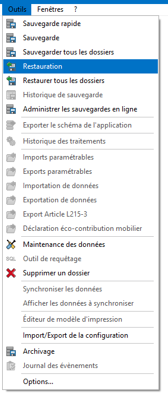 Outils Fenêtres ?
Sauvegarde rapide
Sauvegarde
Sauvegarder tous les dossiers
Restauration
Restaurer tous les dossiers
Historique de sauvegarde
Administrer les sauvegardes en ligne
Exporter le schéma de l'application
Historique des traitements
Imports paramétrables
Exports paramétrables
Importation de données
Exportation de données
Export Article L215-3
Déclaration éco-contribution mobilier
Maintenance des données
SQL Outil de requêtage
Supprimer un dossier
Synchroniser les données
Afficher les données à synchroniser
Éditeur de modèle d'impression
Import/Export de la configuration
Archivage
Journal des événements
Options...